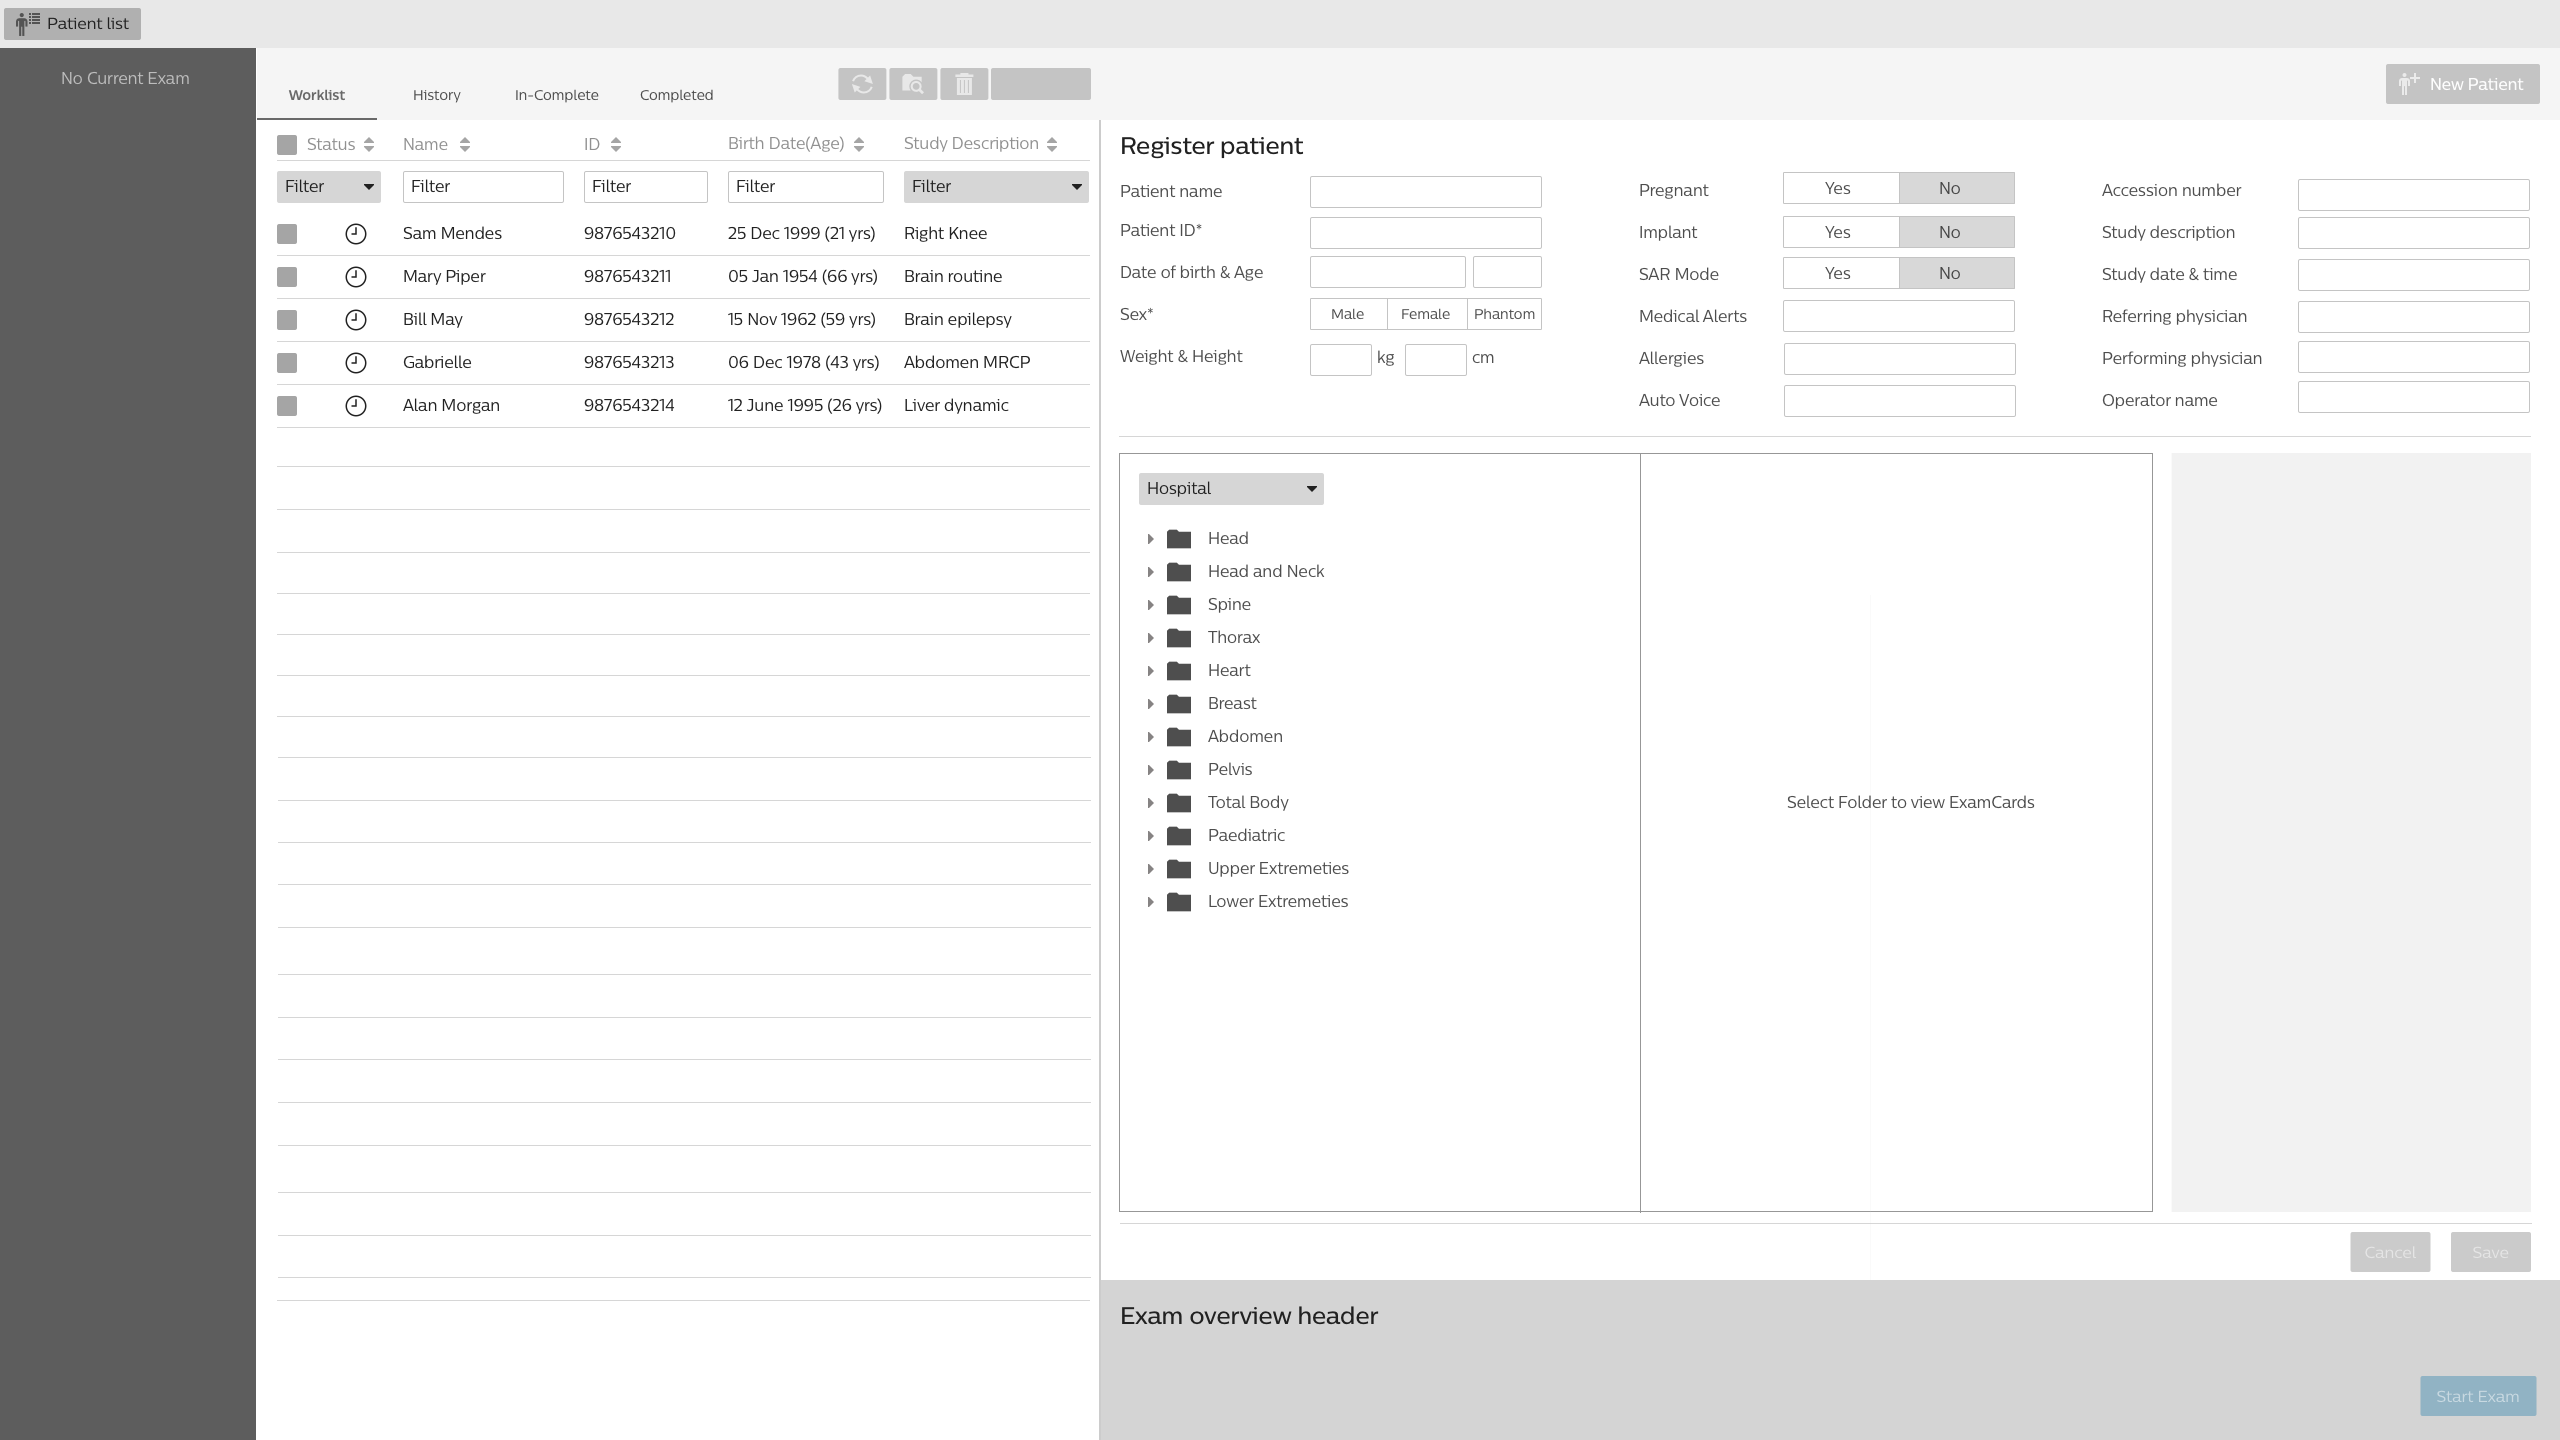 Patient list
No Current Exam
Worklist
History
In-Complete
Completed
New Patient
Status
Name
ID
Birth Date(Age)
Study Description
Filter
Filter
Filter
Filter
Filter
Sam Mendes 9876543210 25 Dec 1999 (21 yrs) Right Knee
Mary Piper 9876543211 05 Jan 1954 (66 yrs) Brain routine
Bill May 9876543212 15 Nov 1962 (59 yrs) Brain epilepsy
Gabrielle 9876543213 06 Dec 1978 (43 yrs) Abdomen MRCP
Alan Morgan 9876543214 12 June 1995 (26 yrs) Liver dynamic
Register patient
Patient name
Patient ID*
Date of birth & Age
Sex* Male Female Phantom
Weight & Height kg cm
Pregnant Yes No
Implant Yes No
SAR Mode Yes No
Medical Alerts
Allergies
Auto Voice
Accession number
Study description
Study date & time
Referring physician
Performing physician
Operator name
Hospital
Head
Head and Neck
Spine
Thorax
Heart
Breast
Abdomen
Pelvis
Total Body
Paediatric
Upper Extremeties
Lower Extremeties
Select Folder to view ExamCards
Cancel
Save
Exam overview header
Start Exam